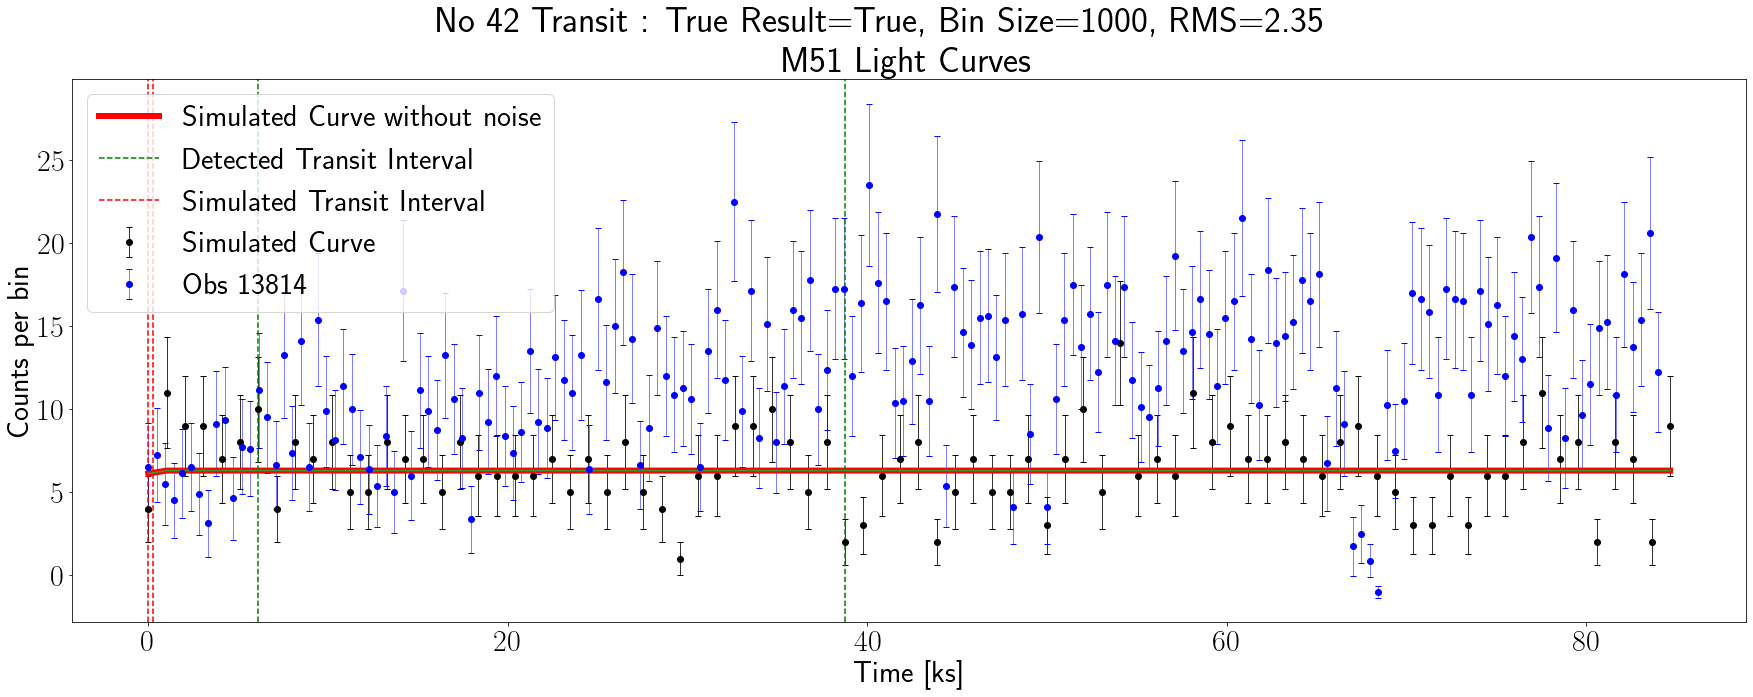 No 42 Transit : True Result=True, Bin Size=1000, RMS=2.35
M51 Light Curves
Simulated Curve without noise
Detected Transit Interval
Simulated Transit Interval
Simulated Curve
Obs 13814
Counts per bin
25
20
15
10
5
0
0 20 40 60 80
Time [ks]